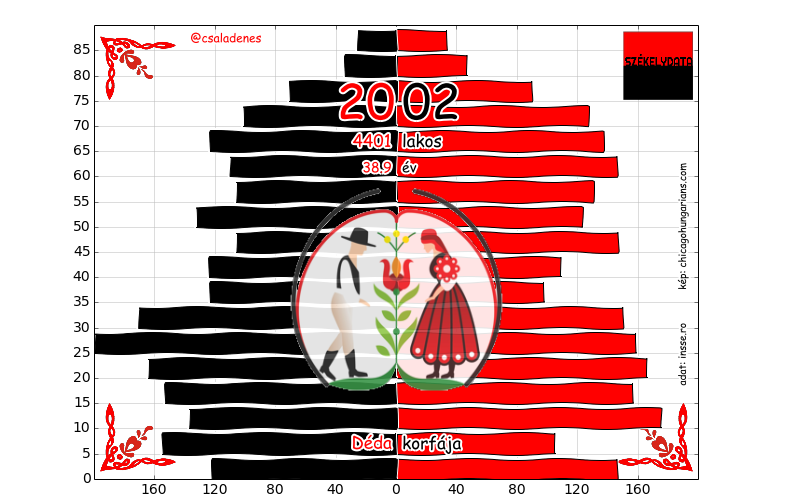 @csaladenes
SZÉKELYDATA
2002
4401 lakos
38.9 év
Déda korfája
kép: chicagohungarians.com
adat: insse.ro
85
80
75
70
65
60
55
50
45
40
35
30
25
20
15
10
5
0
160 120 80 40 0 40 80 120 160